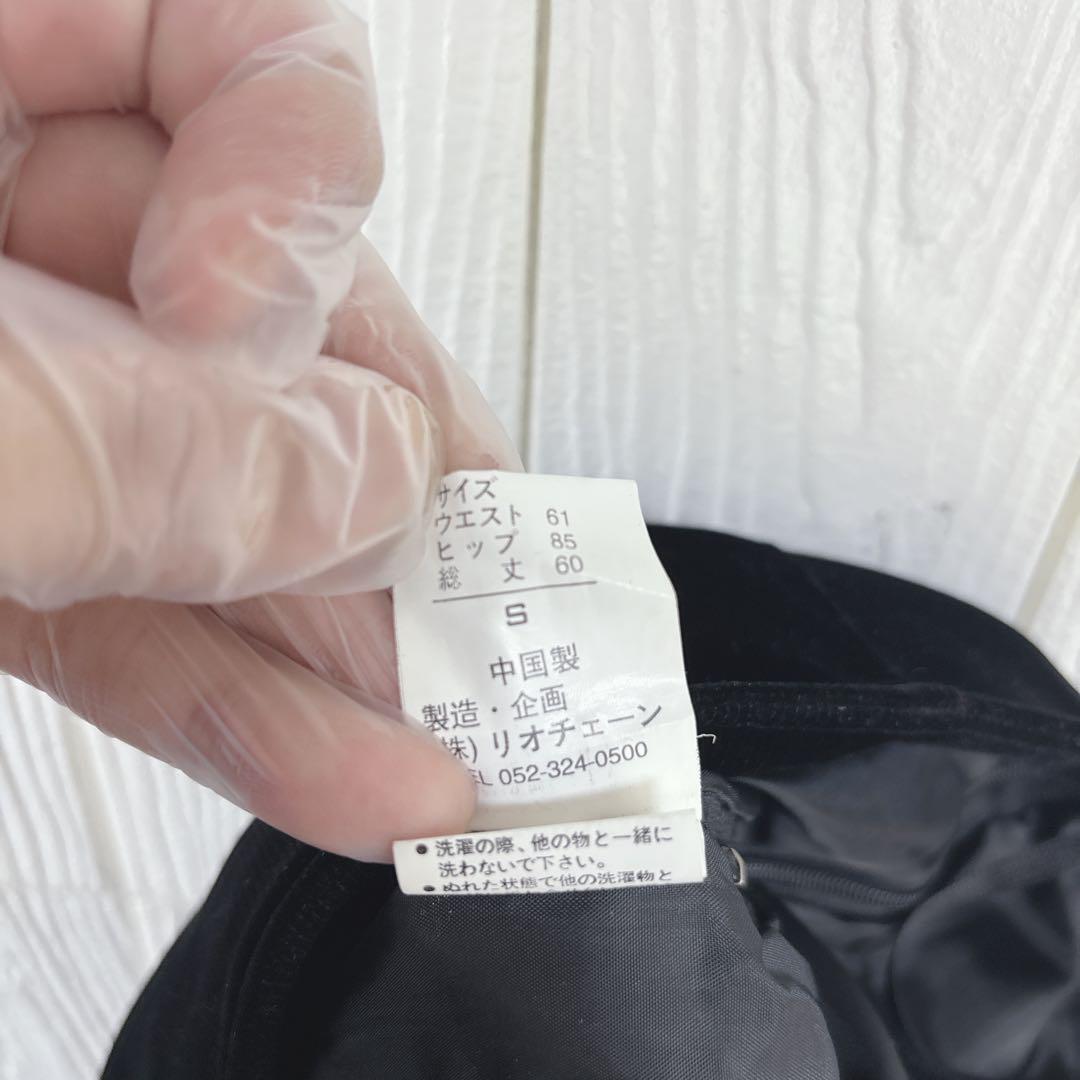 サイズ
ウエスト 61
ヒップ 85
総丈 60
S
中国製
製造・企画
株) リオチェーン
EL 052-324-0500
●洗濯の際、他の物と一緒に
洗わないで下さい。
●ぬれた状態で他の洗濯物と